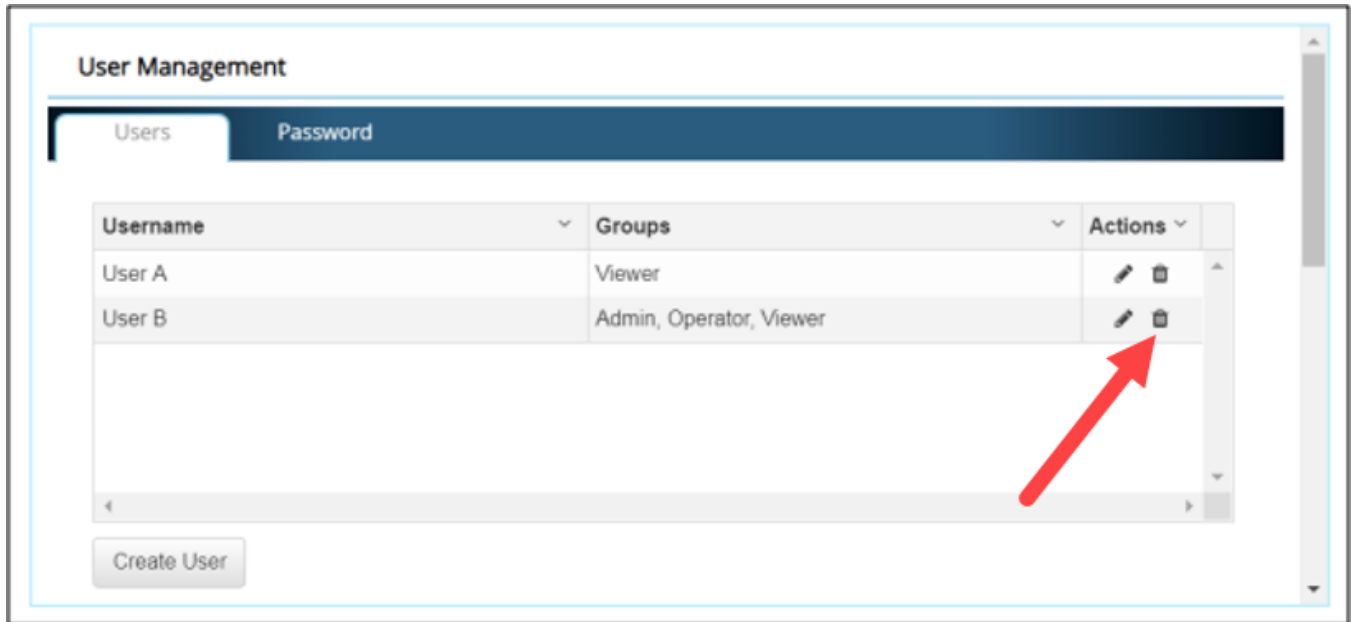 User Management
Users Password
Username Groups Actions
User A Viewer
User B Admin, Operator, Viewer
Create User